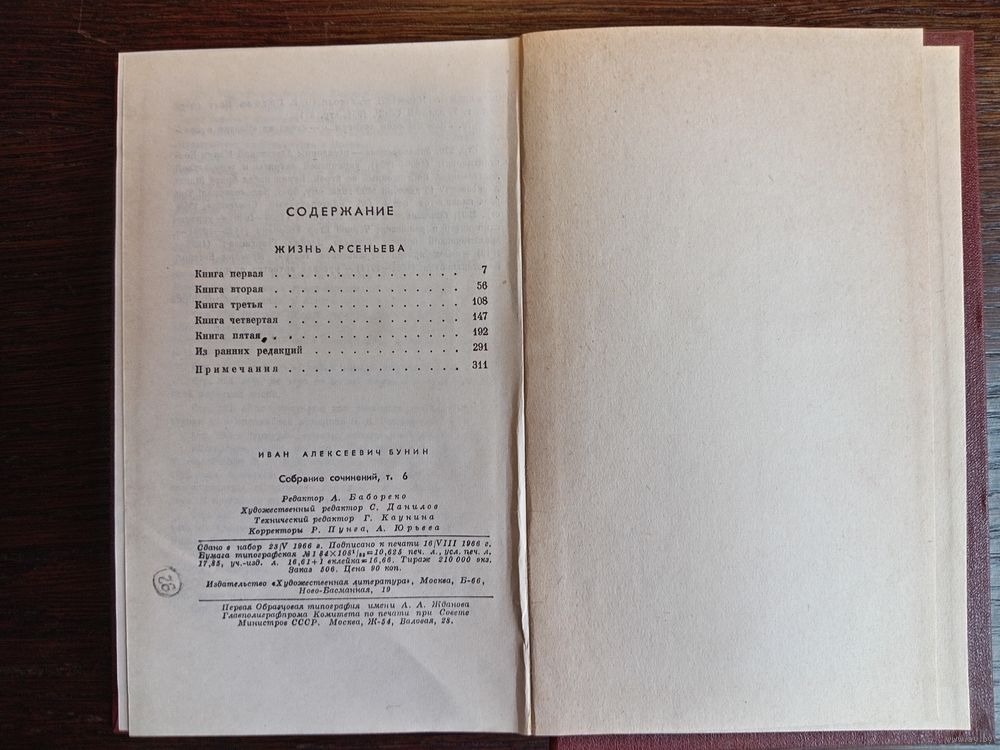 СОДЕРЖАНИЕ
ЖИЗНЬ АРСЕНЬЕВА
Книга первая . . . . . . . . . . . . . . . 7
Книга вторая . . . . . . . . . . . . . . . 56
Книга третья . . . . . . . . . . . . . . . 108
Книга четвертая . . . . . . . . . . . . . . 147
Книга пятая . . . . . . . . . . . . . . . 192
Из ранних редакций . . . . . . . . . . . . 291
Примечания . . . . . . . . . . . . . . 311
ИВАН АЛЕКСЕЕВИЧ БУНИН
Собрание сочинений, т. 6
Редактор А. Бабореко
Художественный редактор С. Данилов
Технический редактор Г. Каунина
Корректоры Р. Пунга, А. Юрьева
Сдано в набор 23/V 1966 г. Подписано к печати 16/VIII 1966 г.
Бумага типографская № 1 84×108¹/₃₂=10,625 печ. л., усл. печ. л.
17,85, уч.-изд. л. 16,61+1 вклейка=16,66. Тираж 210 000 экз.
Заказ 506. Цена 90 коп.
Издательство «Художественная литература», Москва, Б-66,
Ново-Басманная, 19
Первая Образцовая типография имени А. А. Жданова
Главполиграфпрома Комитета по печати при Совете
Министров СССР. Москва, Ж-54, Валовая, 28.